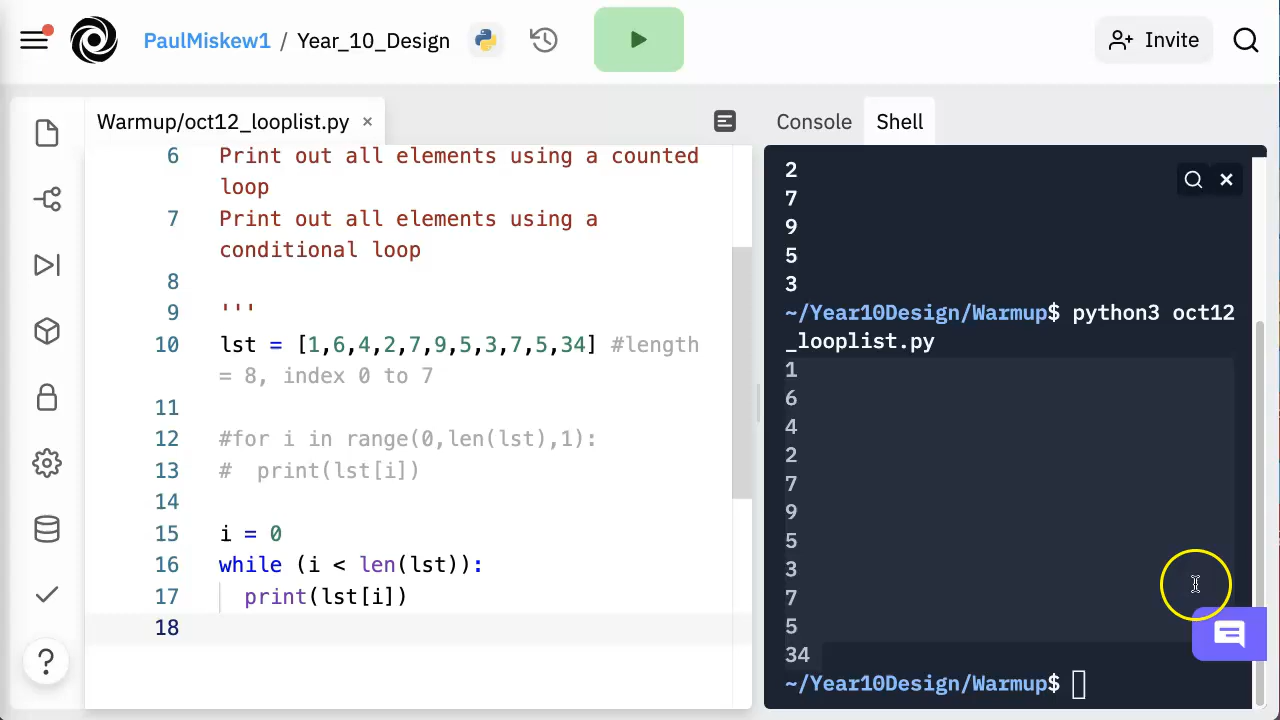 PaulMiskew1 / Year_10_Design
Invite
Warmup/oct12_looplist.py ×
6 Print out all elements using a counted
loop
7 Print out all elements using a
conditional loop
8
9 '''
10 lst = [1,6,4,2,7,9,5,3,7,5,34] #length
= 8, index 0 to 7
11
12 #for i in range(0,len(lst),1):
13 #  print(lst[i])
14
15 i = 0
16 while (i < len(lst)):
17   print(lst[i])
18
Console Shell
2
7
9
5
3
~/Year10Design/Warmup$ python3 oct12
_looplist.py
1
6
4
2
7
9
5
3
7
5
34
~/Year10Design/Warmup$
?